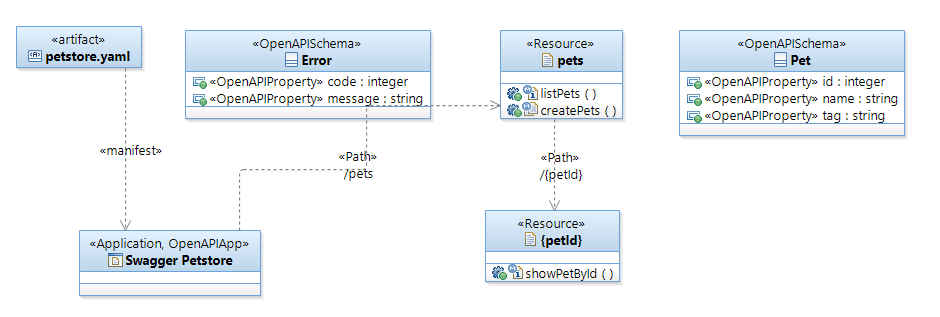 «artifact»
petstore.yaml
«OpenAPISchema»
Error
«OpenAPIProperty» code : integer
«OpenAPIProperty» message : string
«Resource»
pets
listPets ( )
createPets ( )
«OpenAPISchema»
Pet
«OpenAPIProperty» id : integer
«OpenAPIProperty» name : string
«OpenAPIProperty» tag : string
«manifest»
«Path»
/pets
«Path»
/{petId}
«Application, OpenAPIApp»
Swagger Petstore
«Resource»
{petId}
showPetById ( )